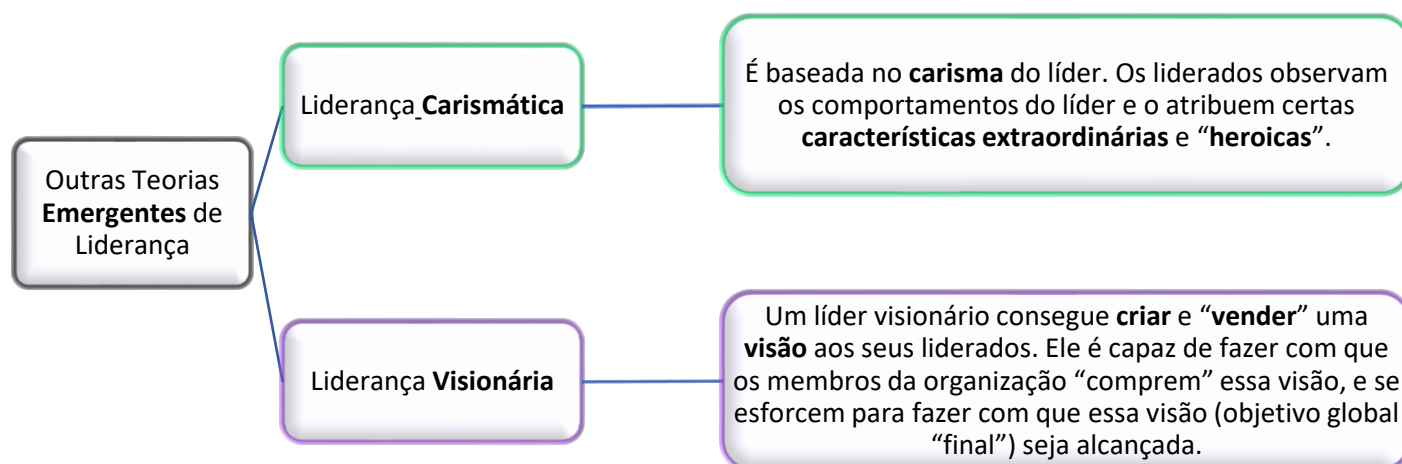 Outras Teorias
Emergentes de
Liderança
Liderança Carismática
É baseada no carisma do líder. Os liderados observam
os comportamentos do líder e o atribuem certas
características extraordinárias e “heroicas”.
Liderança Visionária
Um líder visionário consegue criar e “vender” uma
visão aos seus liderados. Ele é capaz de fazer com que
os membros da organização “comprem” essa visão, e se
esforcem para fazer com que essa visão (objetivo global
“final”) seja alcançada.